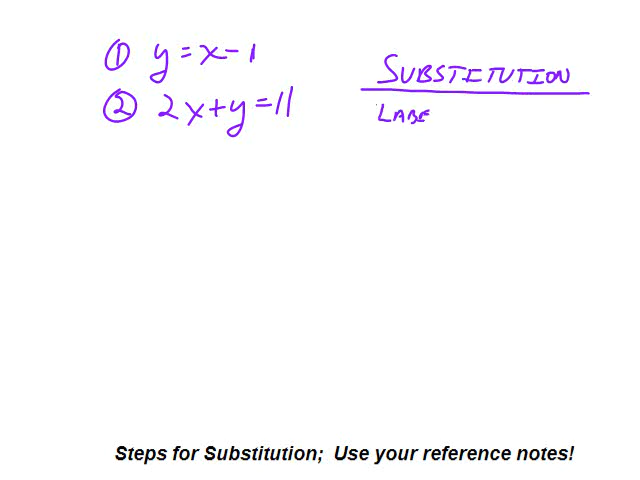 ① y = x - 1
② 2x + y = 11
SUBSTITUTION
LABE
Steps for Substitution;  Use your reference notes!